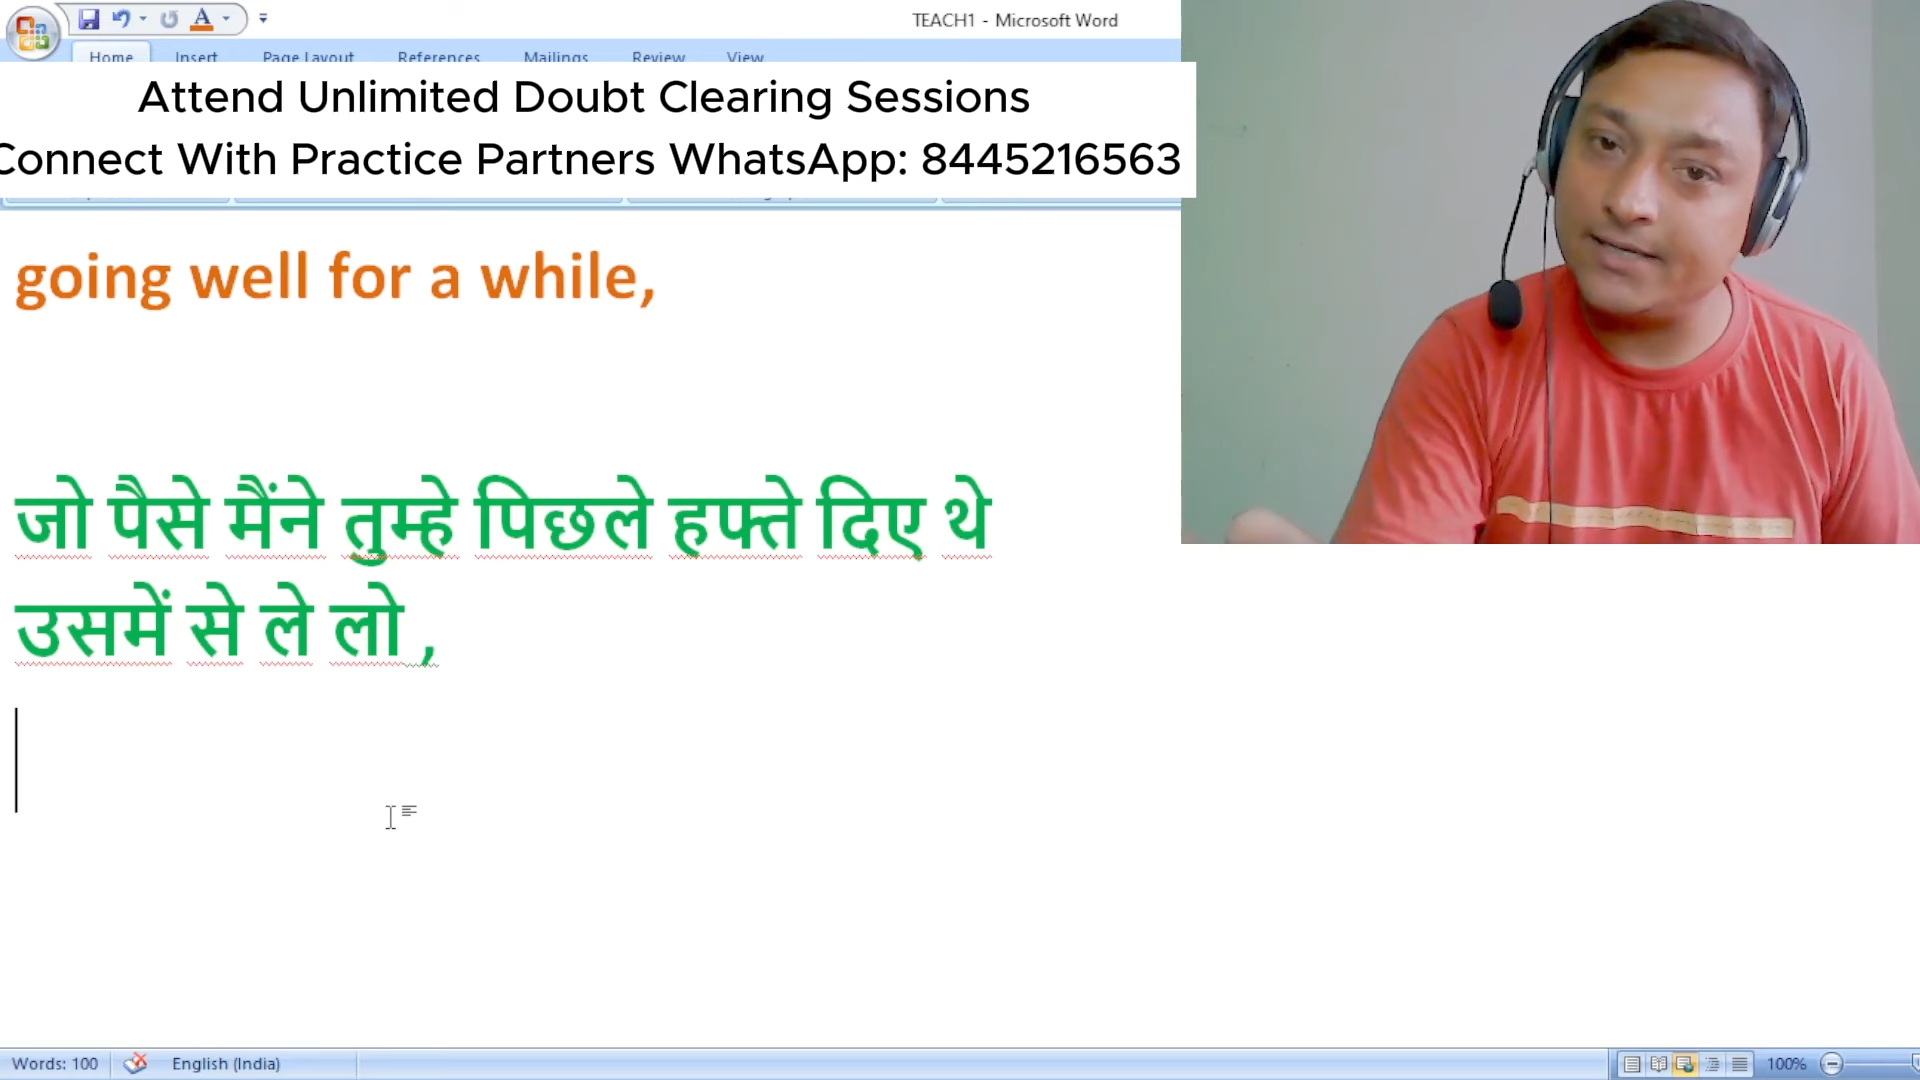 TEACH1 - Microsoft Word
Home Insert Page Layout References Mailings Review View
Attend Unlimited Doubt Clearing Sessions
Connect With Practice Partners WhatsApp: 8445216563
going well for a while,
जो पैसे मैंने तुम्हे पिछले हफ्ते दिए थे
उसमें से ले लो ,
Words: 100 English (India) 100%